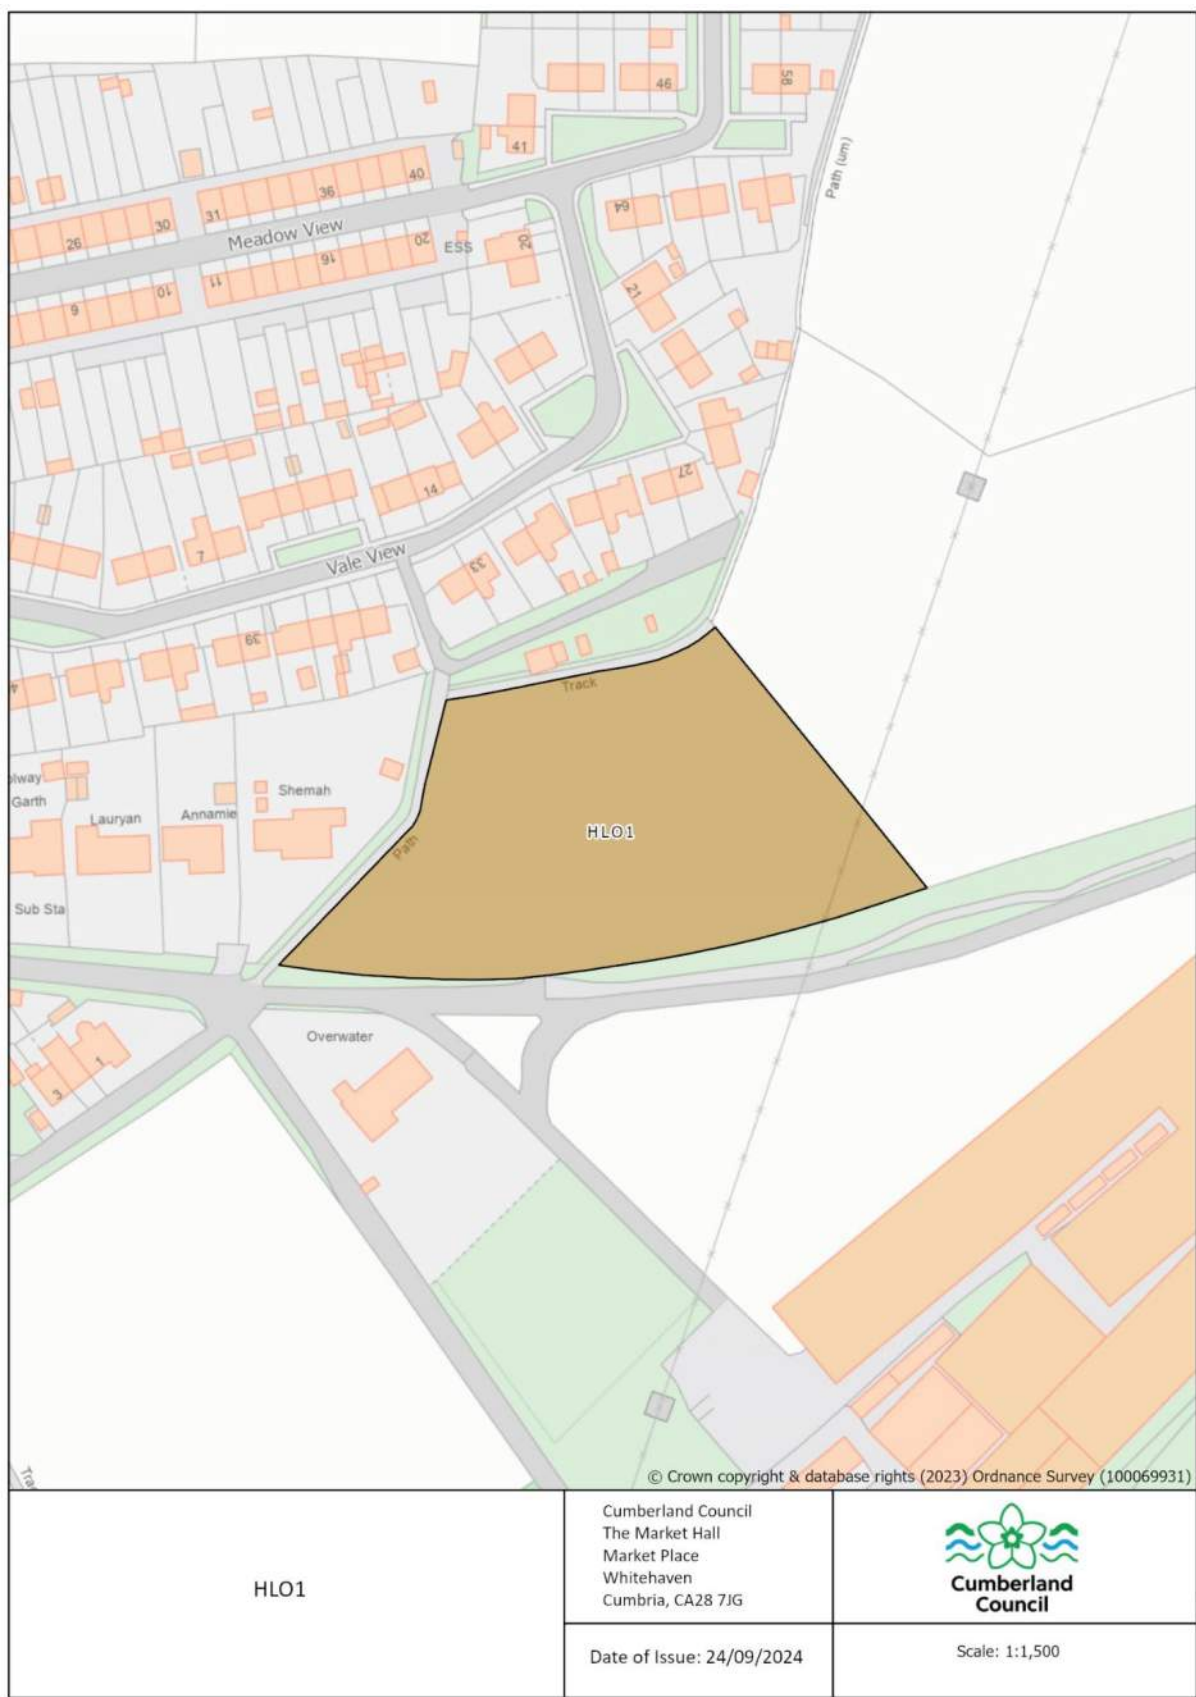 46
58
41
40
36
31
30
26
Meadow View
20
16
11
10
9
ESS
20
64
Path (um)
21
27
14
7
Vale View
33
39
Track
Garth
Lauryan
Annamie
Shemah
Path
HLO1
Sub Sta
Overwater
1
3
© Crown copyright & database rights (2023) Ordnance Survey (100069931)
HLO1
Cumberland Council
The Market Hall
Market Place
Whitehaven
Cumbria, CA28 7JG
Date of Issue: 24/09/2024
Cumberland
Council
Scale: 1:1,500